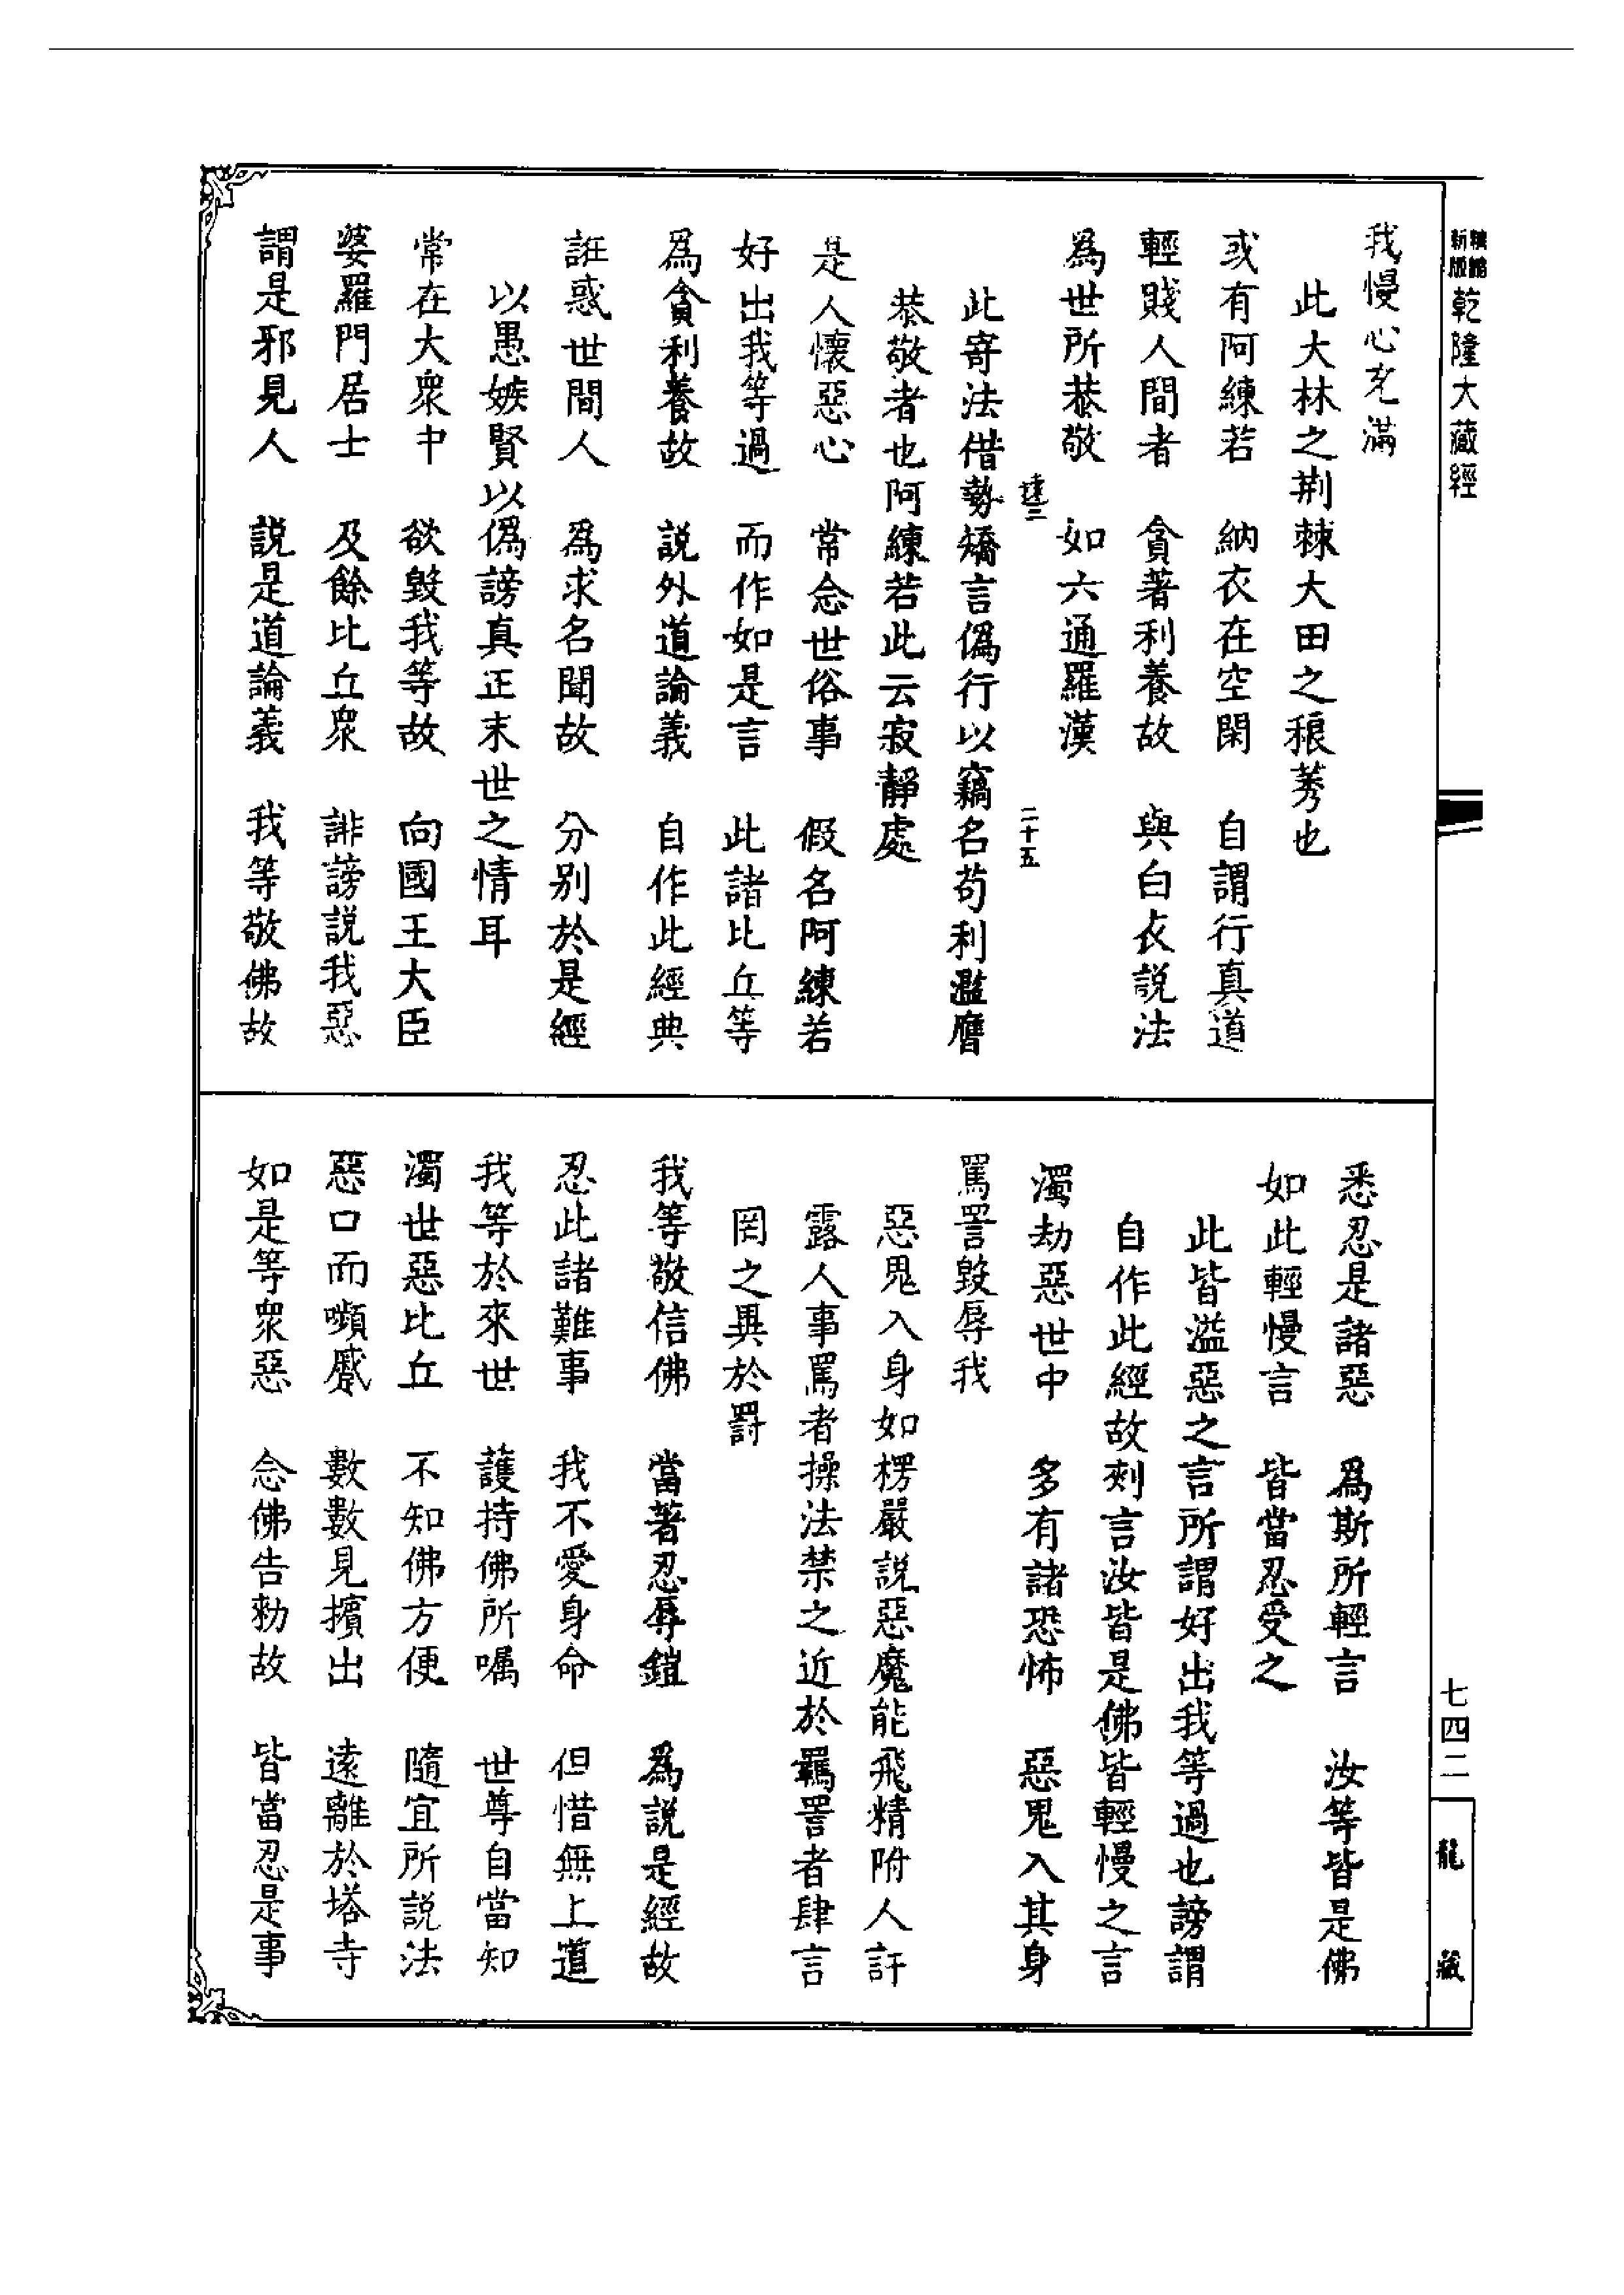 新版
精縮
乾隆大藏經
我慢心充滿
此大林之荆棘大田之稂莠也
或有阿練若　納衣在空閑　自謂行真道
輕賤人間者　貪著利養故　與白衣説法
爲世所恭敬　如六通羅漢
達三　二十五
此寄法借勢矯言僞行以竊名苟利濫膺
恭敬者也阿練若此云寂靜處
是人懷惡心　常念世俗事　假名阿練若
好出我等過　而作如是言　此諸比丘等
爲貪利養故　説外道論義　自作此經典
誑惑世間人　爲求名聞故　分别於是經
以愚嫉賢以僞謗真正末世之情耳
常在大衆中　欲毀我等故　向國王大臣
婆羅門居士　及餘比丘衆　誹謗説我惡
謂是邪見人　説是道論義　我等敬佛故
悉忍是諸惡　爲斯所輕言　汝等皆是佛
如此輕慢言　皆當忍受之
此皆溢惡之言所謂好出我等過也謗謂
自作此經故刺言汝皆是佛皆輕慢之言
濁劫惡世中　多有諸恐怖　惡鬼入其身
罵詈毀辱我
惡鬼入身如楞嚴説惡魔能飛精附人訐
露人事罵者操法禁之近於羈詈者肆言
罔之異於罸
我等敬信佛　當著忍辱鎧　爲説是經故
忍此諸難事　我不愛身命　但惜無上道
我等於來世　護持佛所囑　世尊自當知
濁世惡比丘　不知佛方便　隨宜所説法
惡口而嚬蹙　數數見擯出　遠離於塔寺
如是等衆惡　念佛告勑故　皆當忍是事
七四二
龍藏